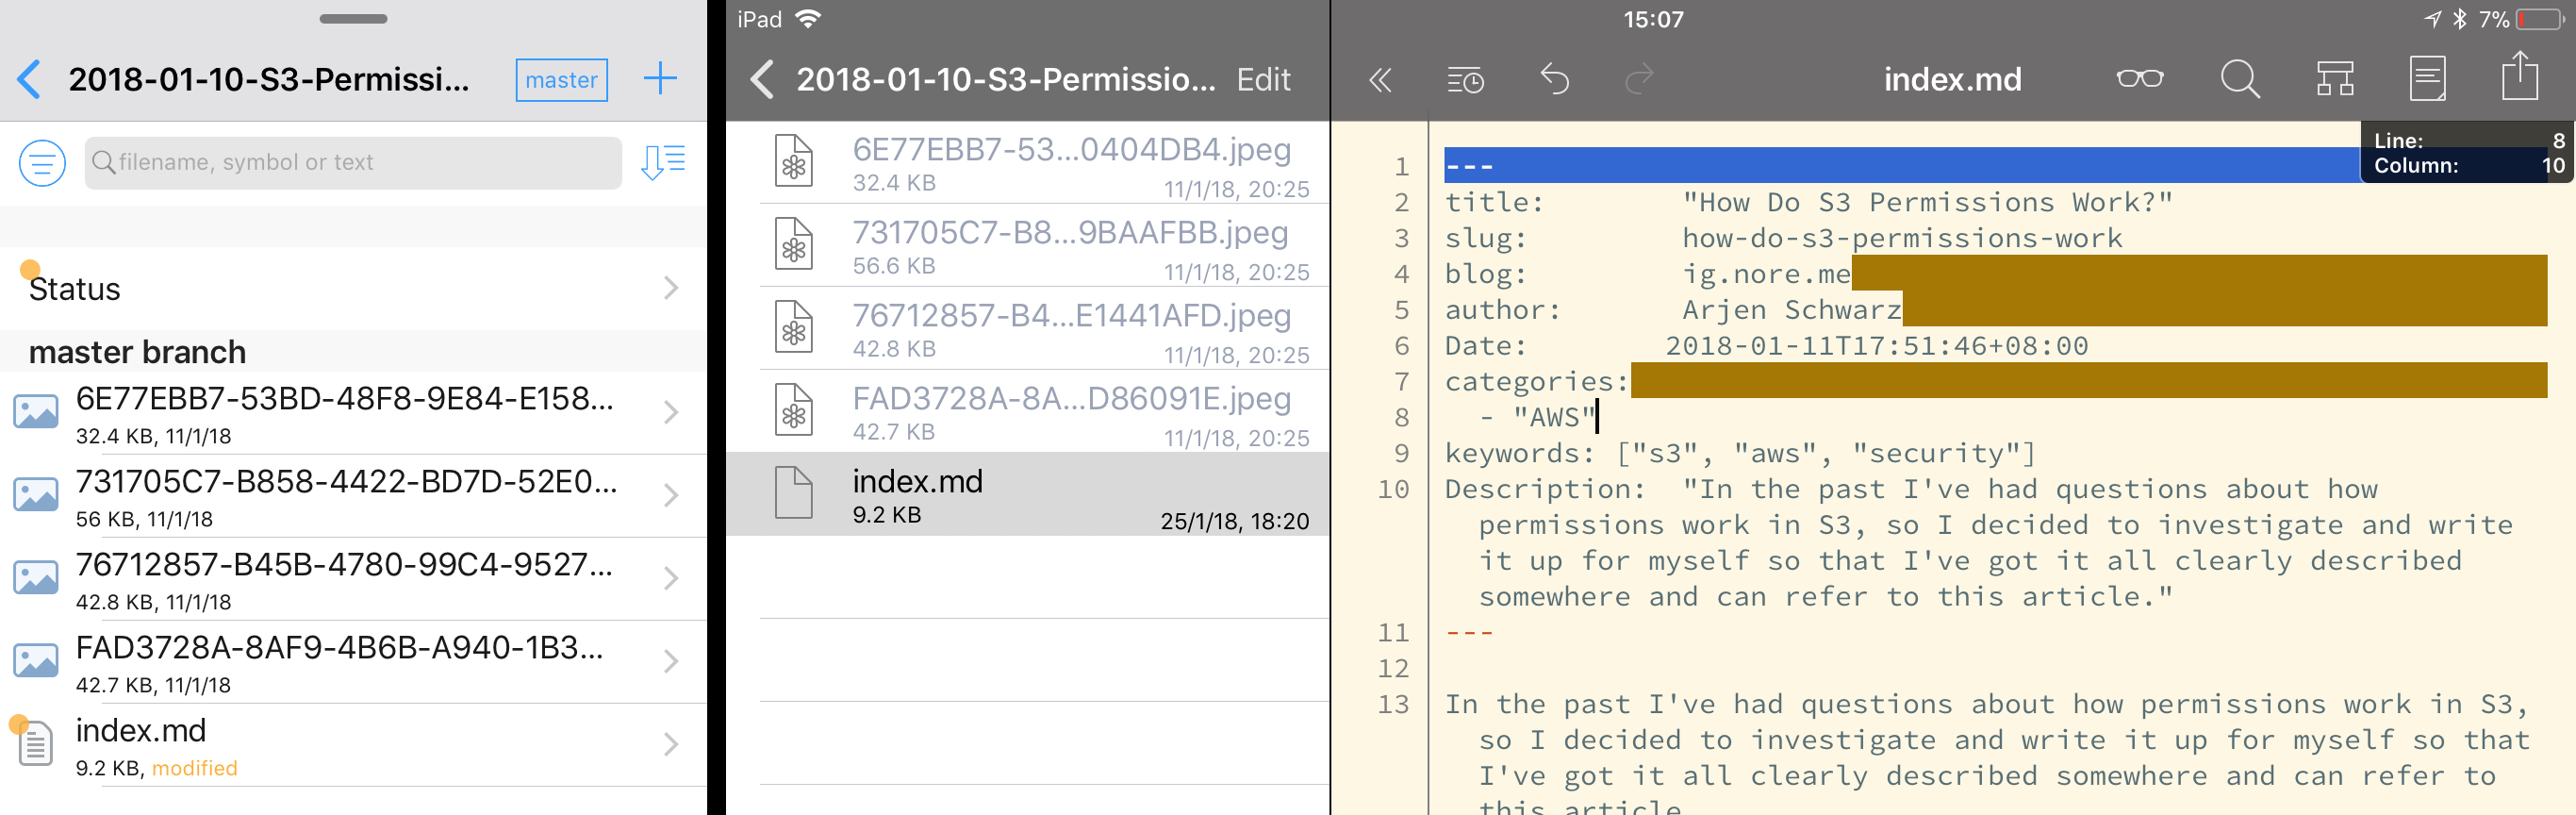 2018-01-10-S3-Permissi...
master
filename, symbol or text
Status
master branch
6E77EBB7-53BD-48F8-9E84-E158...
32.4 KB, 11/1/18
731705C7-B858-4422-BD7D-52E0...
56 KB, 11/1/18
76712857-B45B-4780-99C4-9527...
42.8 KB, 11/1/18
FAD3728A-8AF9-4B6B-A940-1B3...
42.7 KB, 11/1/18
index.md
9.2 KB, modified
iPad
2018-01-10-S3-Permissio...
Edit
6E77EBB7-53...0404DB4.jpeg
32.4 KB 11/1/18, 20:25
731705C7-B8...9BAAFBB.jpeg
56.6 KB 11/1/18, 20:25
76712857-B4...E1441AFD.jpeg
42.8 KB 11/1/18, 20:25
FAD3728A-8A...D86091E.jpeg
42.7 KB 11/1/18, 20:25
index.md
9.2 KB 25/1/18, 18:20
15:07
7%
index.md
Line: 8
Column: 10
1 ---
2 title: "How Do S3 Permissions Work?"
3 slug: how-do-s3-permissions-work
4 blog: ig.nore.me
5 author: Arjen Schwarz
6 Date: 2018-01-11T17:51:46+08:00
7 categories:
8 - "AWS"
9 keywords: ["s3", "aws", "security"]
10 Description: "In the past I've had questions about how
permissions work in S3, so I decided to investigate and write
it up for myself so that I've got it all clearly described
somewhere and can refer to this article."
11 ---
12
13 In the past I've had questions about how permissions work in S3,
so I decided to investigate and write it up for myself so that
I've got it all clearly described somewhere and can refer to
this article